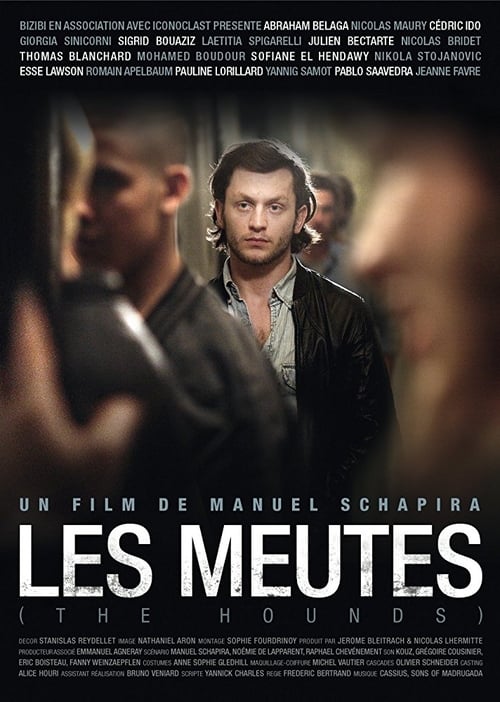 BIZIBI EN ASSOCIATION AVEC ICONOCLAST PRESENTE ABRAHAM BELAGA NICOLAS MAURY CÉDRIC IDO
GIORGIA SINICORNI SIGRID BOUAZIZ LAETITIA SPIGARELLI JULIEN BECTARTE NICOLAS BRIDET
THOMAS BLANCHARD MOHAMED BOUDOUR SOFIANE EL HENDAWY NIKOLA STOJANOVIC
ESSE LAWSON ROMAIN APELBAUM PAULINE LORILLARD YANNIG SAMOT PABLO SAAVEDRA JEANNE FAVRE
UN FILM DE MANUEL SCHAPIRA
LES MEUTES
(THE HOUNDS)
DECOR STANISLAS REYDELLET IMAGE NATHANIEL ARON MONTAGE SOPHIE FOURDRINOY PRODUIT PAR JEROME BLEITRACH & NICOLAS LHERMITTE
PRODUCTEUR ASSOCIÉ EMMANUEL AGNERAY SCÉNARIO MANUEL SCHAPIRA, NOÉMIE DE LAPPARENT, RAPHAEL CHEVÉNEMENT SON KOUZ, GRÉGOIRE COUSINIER,
ERIC BOISTEAU, FANNY WEINZAEPFLEN COSTUMES ANNE SOPHIE GLEDHILL MAQUILLAGE-COIFFURE MICHEL VAUTIER CASCADES OLIVIER SCHNEIDER CASTING
ALICE HOURI ASSISTANT RÉALISATION BRUNO VENIARD SCRIPTE YANNICK CHARLES REGIE FREDERIC BERTRAND MUSIQUE CASSIUS, SONS OF MADRUGADA